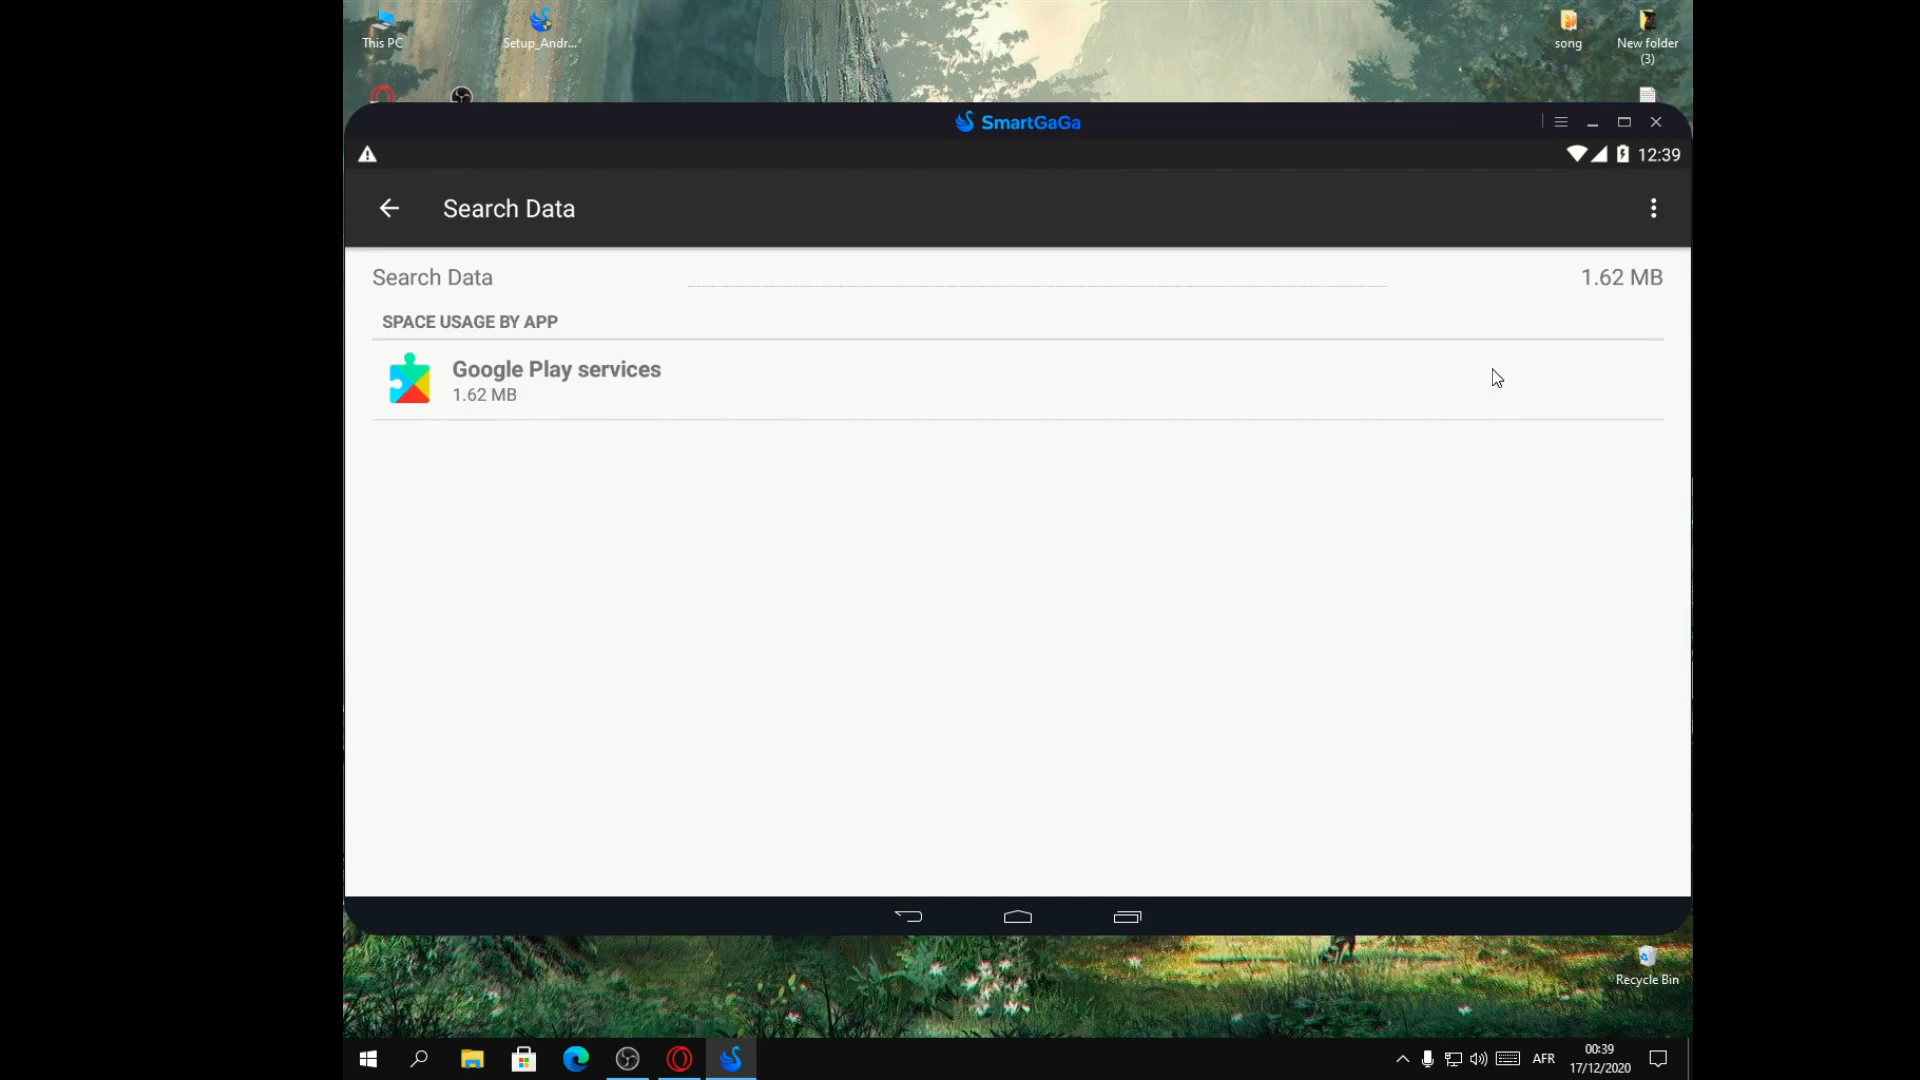 This PC
Setup_Andr...
song
New folder
(3)
SmartGaGa
12:39
Search Data
Search Data
1.62 MB
SPACE USAGE BY APP
Google Play services
1.62 MB
Recycle Bin
AFR
00:39
17/12/2020